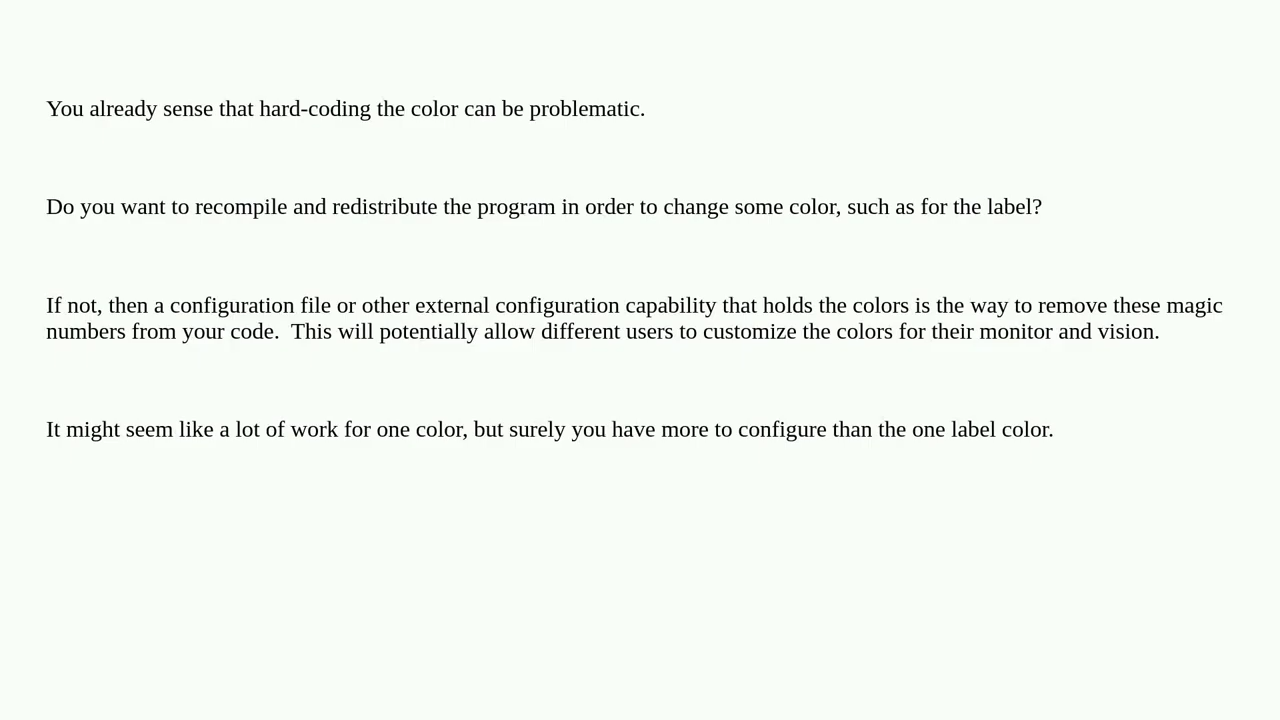 You already sense that hard-coding the color can be problematic.
Do you want to recompile and redistribute the program in order to change some color, such as for the label?
If not, then a configuration file or other external configuration capability that holds the colors is the way to remove these magic
numbers from your code.  This will potentially allow different users to customize the colors for their monitor and vision.
It might seem like a lot of work for one color, but surely you have more to configure than the one label color.